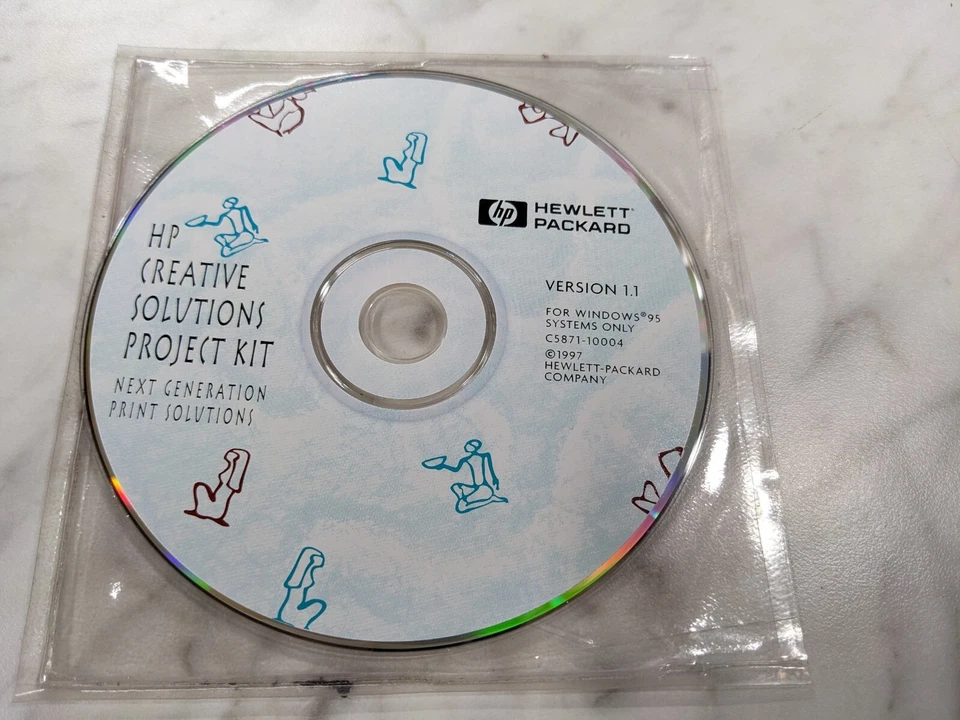 HP
CREATIVE
SOLUTIONS
PROJECT KIT
NEXT GENERATION
PRINT SOLUTIONS
hp HEWLETT
PACKARD
VERSION 1.1
FOR WINDOWS®95
SYSTEMS ONLY
C5871-10004
©1997
HEWLETT-PACKARD
COMPANY